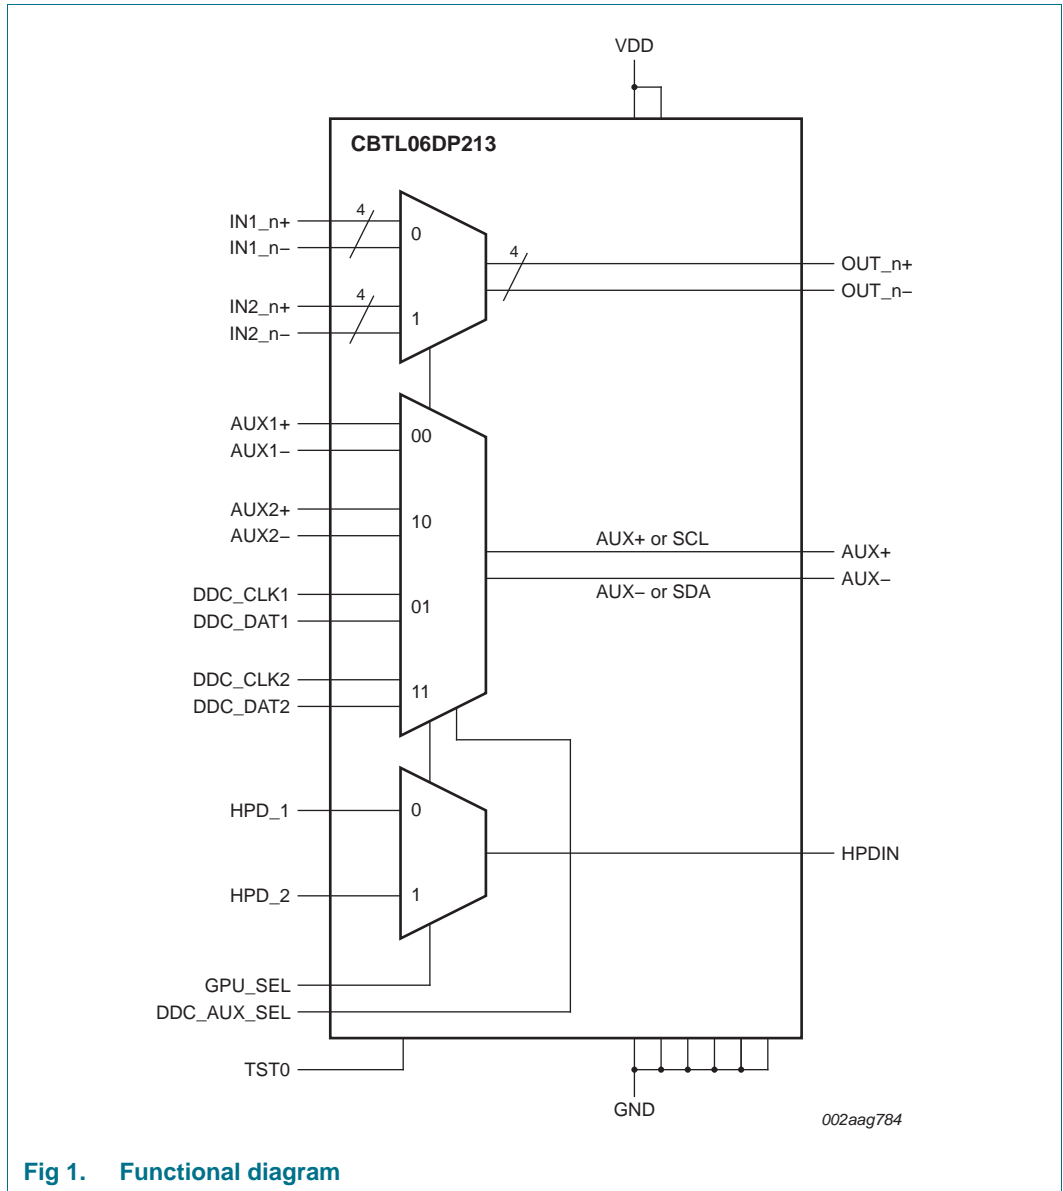 VDD
CBTL06DP213
IN1_n+
IN1_n−
4
0
IN2_n+
IN2_n−
4
1
4
OUT_n+
OUT_n−
AUX1+
AUX1−
00
AUX2+
AUX2−
10
DDC_CLK1
DDC_DAT1
01
DDC_CLK2
DDC_DAT2
11
AUX+ or SCL
AUX− or SDA
AUX+
AUX−
HPD_1
0
HPD_2
1
HPDIN
GPU_SEL
DDC_AUX_SEL
TST0
GND
002aag784
Fig 1. Functional diagram